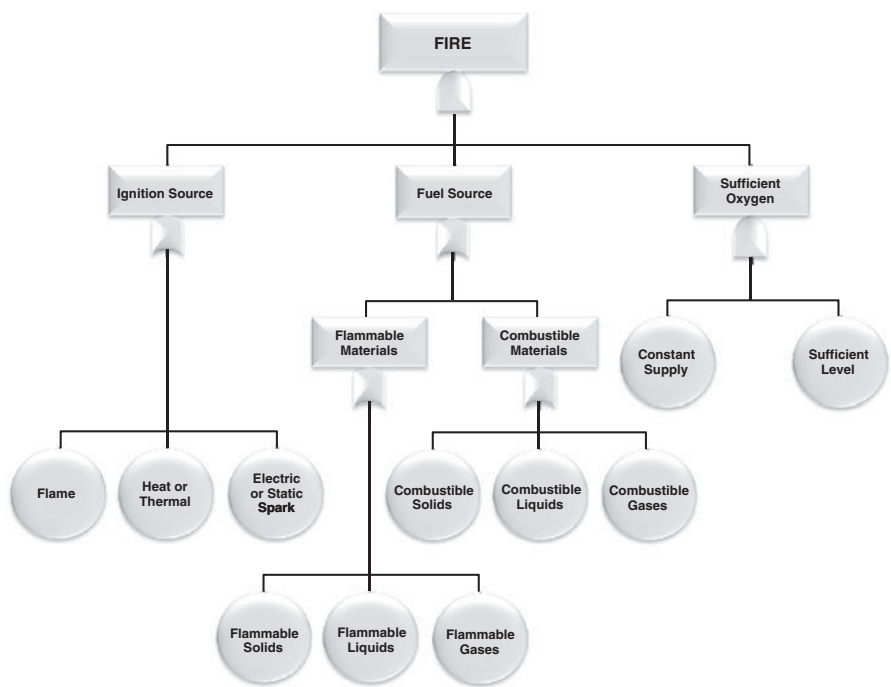 FIRE
Ignition Source
Fuel Source
Sufficient
Oxygen
Flammable
Materials
Combustible
Materials
Constant
Supply
Sufficient
Level
Flame
Heat or
Thermal
Electric
or Static
Spark
Combustible
Solids
Combustible
Liquids
Combustible
Gases
Flammable
Solids
Flammable
Liquids
Flammable
Gases